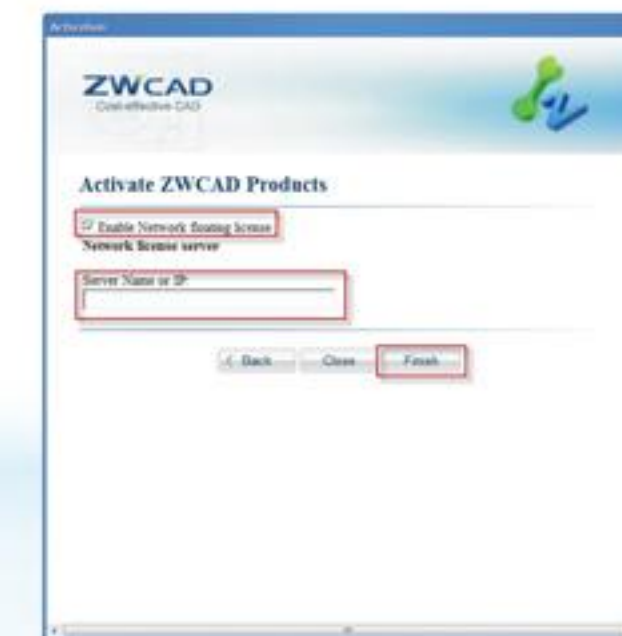 Activation
ZWCAD
Cost-effective CAD
Activate ZWCAD Products
Enable Network floating license
Network license server
Server Name or IP:
< Back
Close
Finish